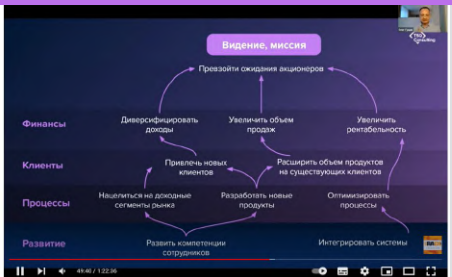 Видение, миссия
Превзойти ожидания акционеров
Финансы
Диверсифицировать
доходы
Увеличить объем
продаж
Увеличить
рентабельность
Клиенты
Привлечь новых
клиентов
Расширить объем продуктов
на существующих клиентов
Процессы
Нацелиться на доходные
сегменты рынка
Разработать новые
продукты
Оптимизировать
процессы
Развитие
Развить компетенции
сотрудников
Интегрировать системы
49:40 / 1:22:36